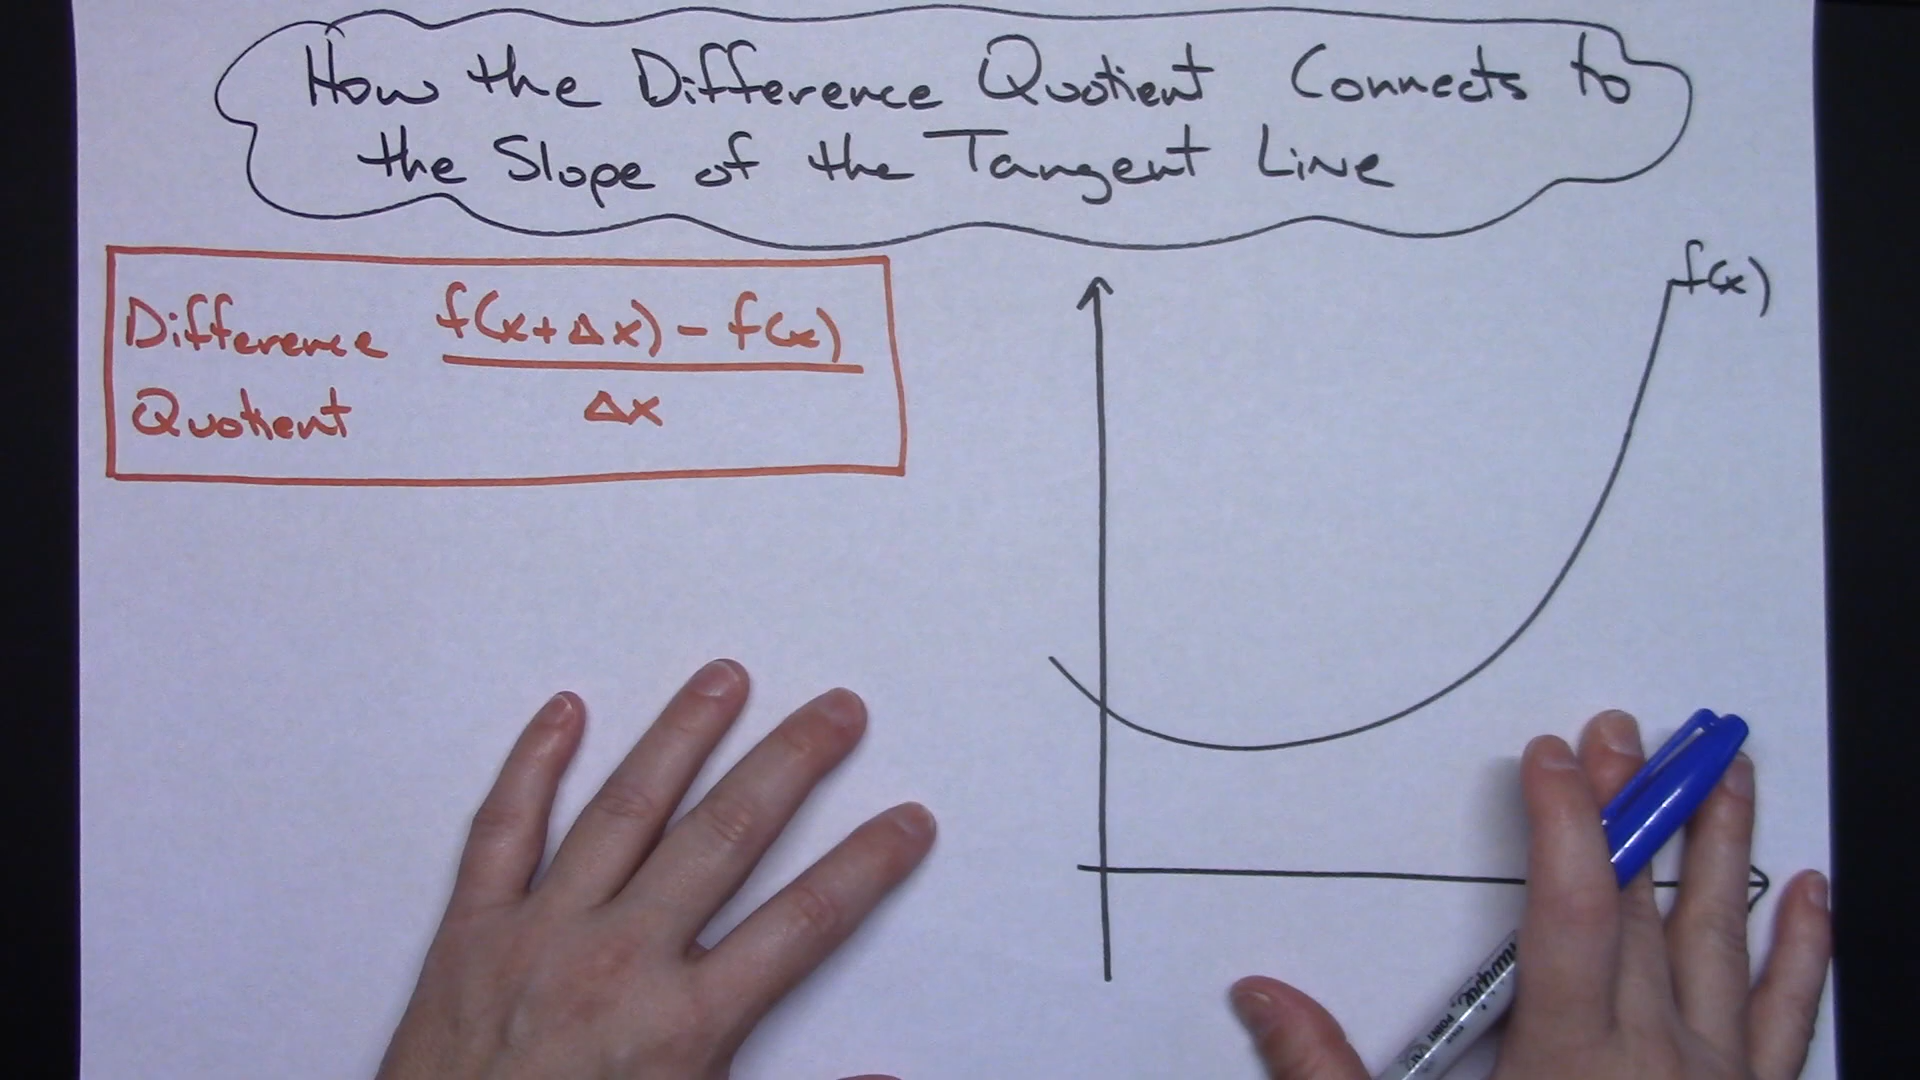 How the Difference Quotient Connects to
the Slope of the Tangent Line
Difference f(x+Δx) - f(x)
Quotient Δx
f(x)